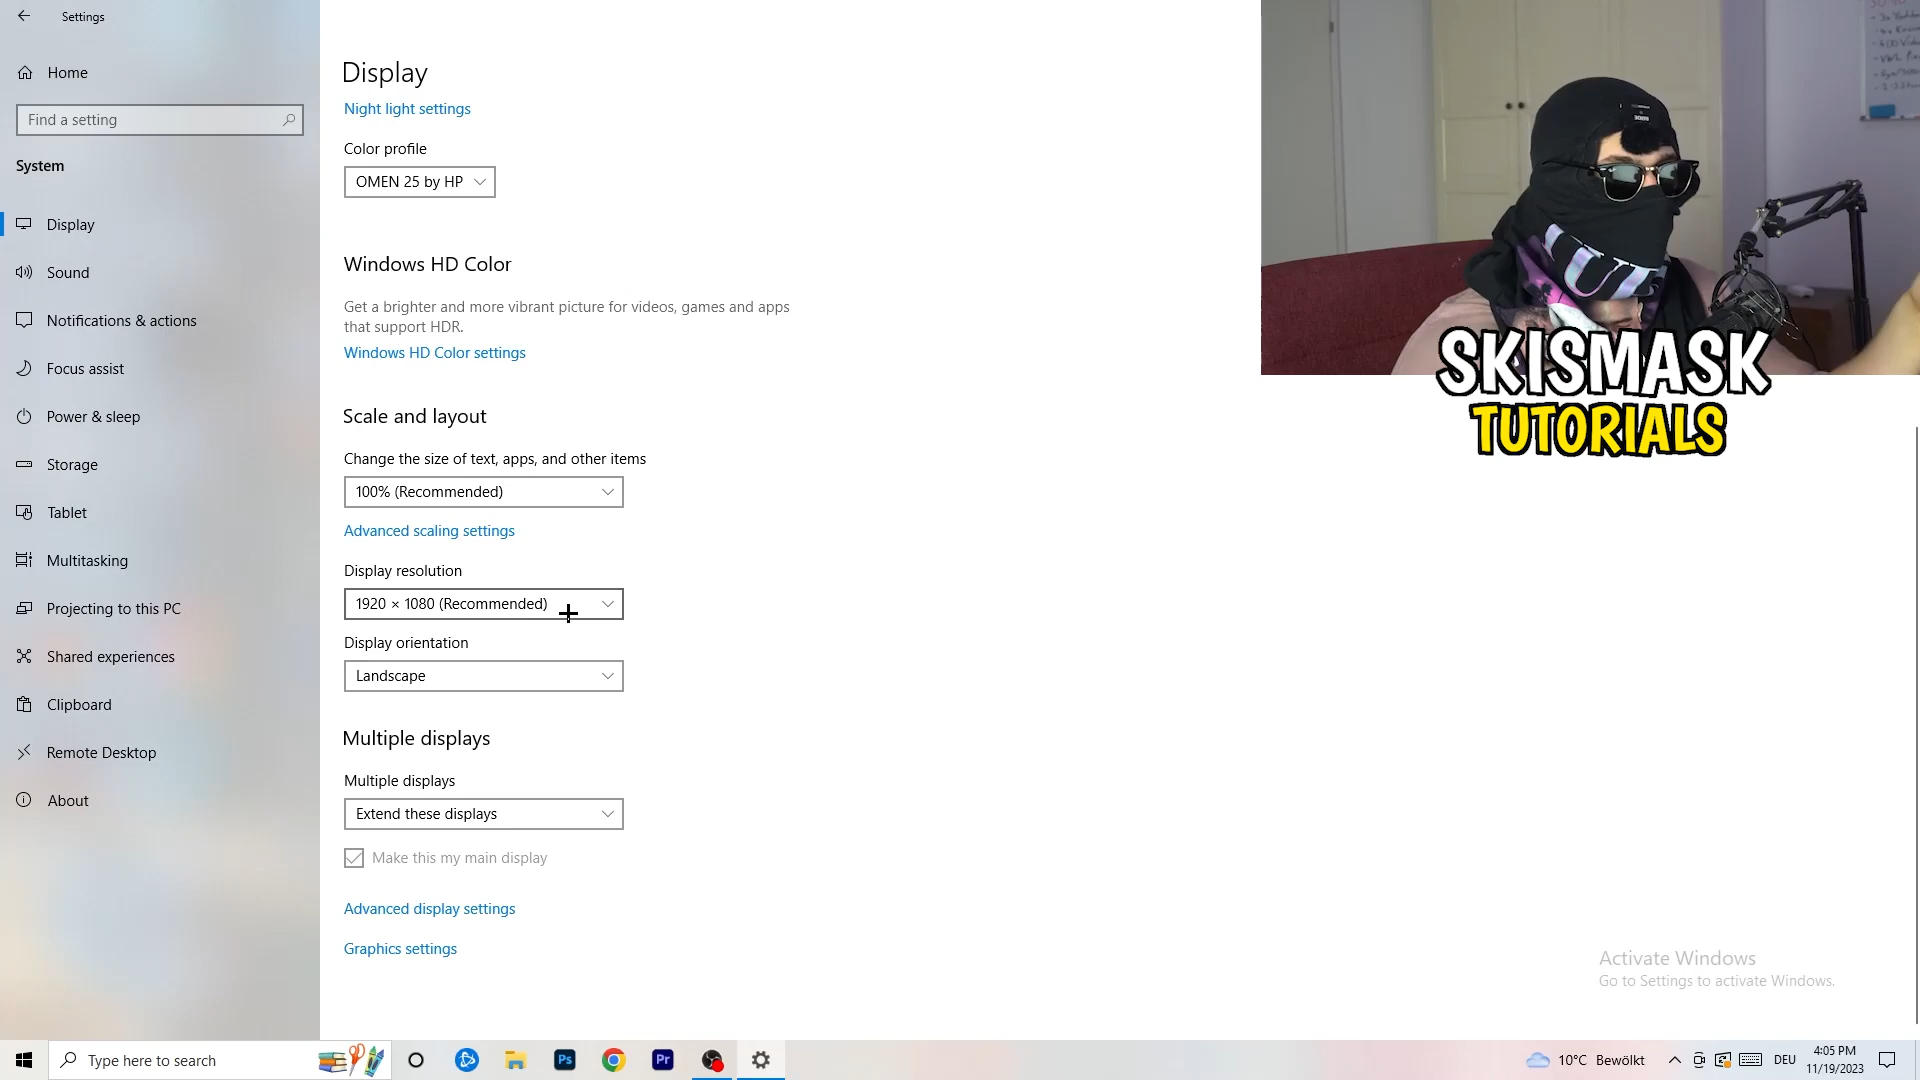 Settings
Home
Find a setting
System
Display
Sound
Notifications & actions
Focus assist
Power & sleep
Storage
Tablet
Multitasking
Projecting to this PC
Shared experiences
Clipboard
Remote Desktop
About
Display
Night light settings
Color profile
OMEN 25 by HP
Windows HD Color
Get a brighter and more vibrant picture for videos, games and apps
that support HDR.
Windows HD Color settings
Scale and layout
Change the size of text, apps, and other items
100% (Recommended)
Advanced scaling settings
Display resolution
1920 × 1080 (Recommended)
Display orientation
Landscape
Multiple displays
Multiple displays
Extend these displays
Make this my main display
Advanced display settings
Graphics settings
SKISMASK
TUTORIALS
Activate Windows
Go to Settings to activate Windows.
Type here to search
Ps
Pr
10°C Bewölkt
DEU
4:05 PM
11/19/2023